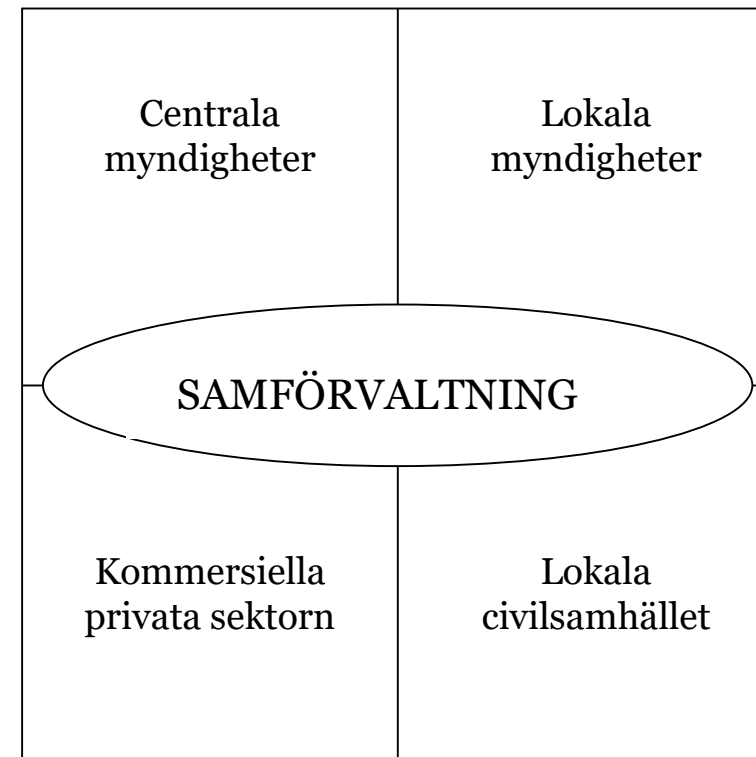 Centrala
myndigheter
Lokala
myndigheter
SAMFÖRVALTNING
Kommersiella
privata sektorn
Lokala
civilsamhället